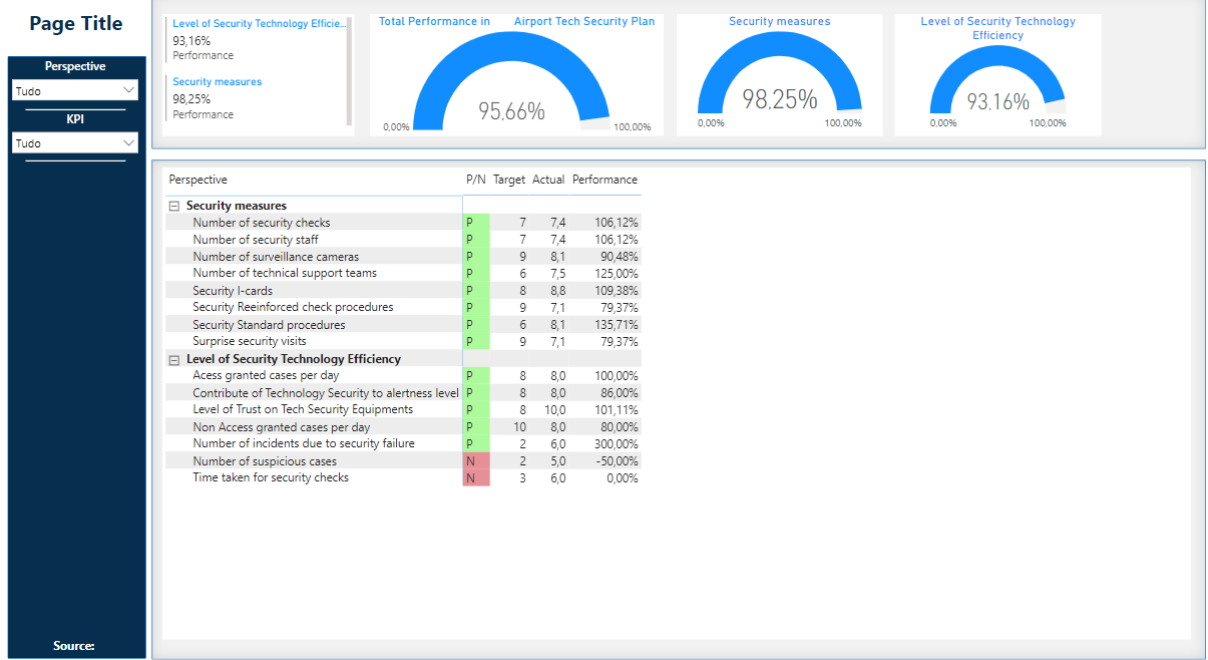 Page Title
Perspective
Tudo
KPI
Tudo
Source:
Level of Security Technology Efficie...
93,16%
Performance
Security measures
98,25%
Performance
Total Performance in Airport Tech Security Plan
95,66%
0,00% 100,00%
Security measures
98,25%
0,00% 100,00%
Level of Security Technology
Efficiency
93,16%
0,00% 100,00%
Perspective P/N Target Actual Performance
Security measures
Number of security checks P 7 7,4 106,12%
Number of security staff P 7 7,4 106,12%
Number of surveillance cameras P 9 8,1 90,48%
Number of technical support teams P 6 7,5 125,00%
Security I-cards P 8 8,8 109,38%
Security Reeinforced check procedures P 9 7,1 79,37%
Security Standard procedures P 6 8,1 135,71%
Surprise security visits P 9 7,1 79,37%
Level of Security Technology Efficiency
Acess granted cases per day P 8 8,0 100,00%
Contribute of Technology Security to alertness level P 8 8,0 86,00%
Level of Trust on Tech Security Equipments P 8 10,0 101,11%
Non Access granted cases per day P 10 8,0 80,00%
Number of incidents due to security failure P 2 6,0 300,00%
Number of suspicious cases N 2 5,0 -50,00%
Time taken for security checks N 3 6,0 0,00%